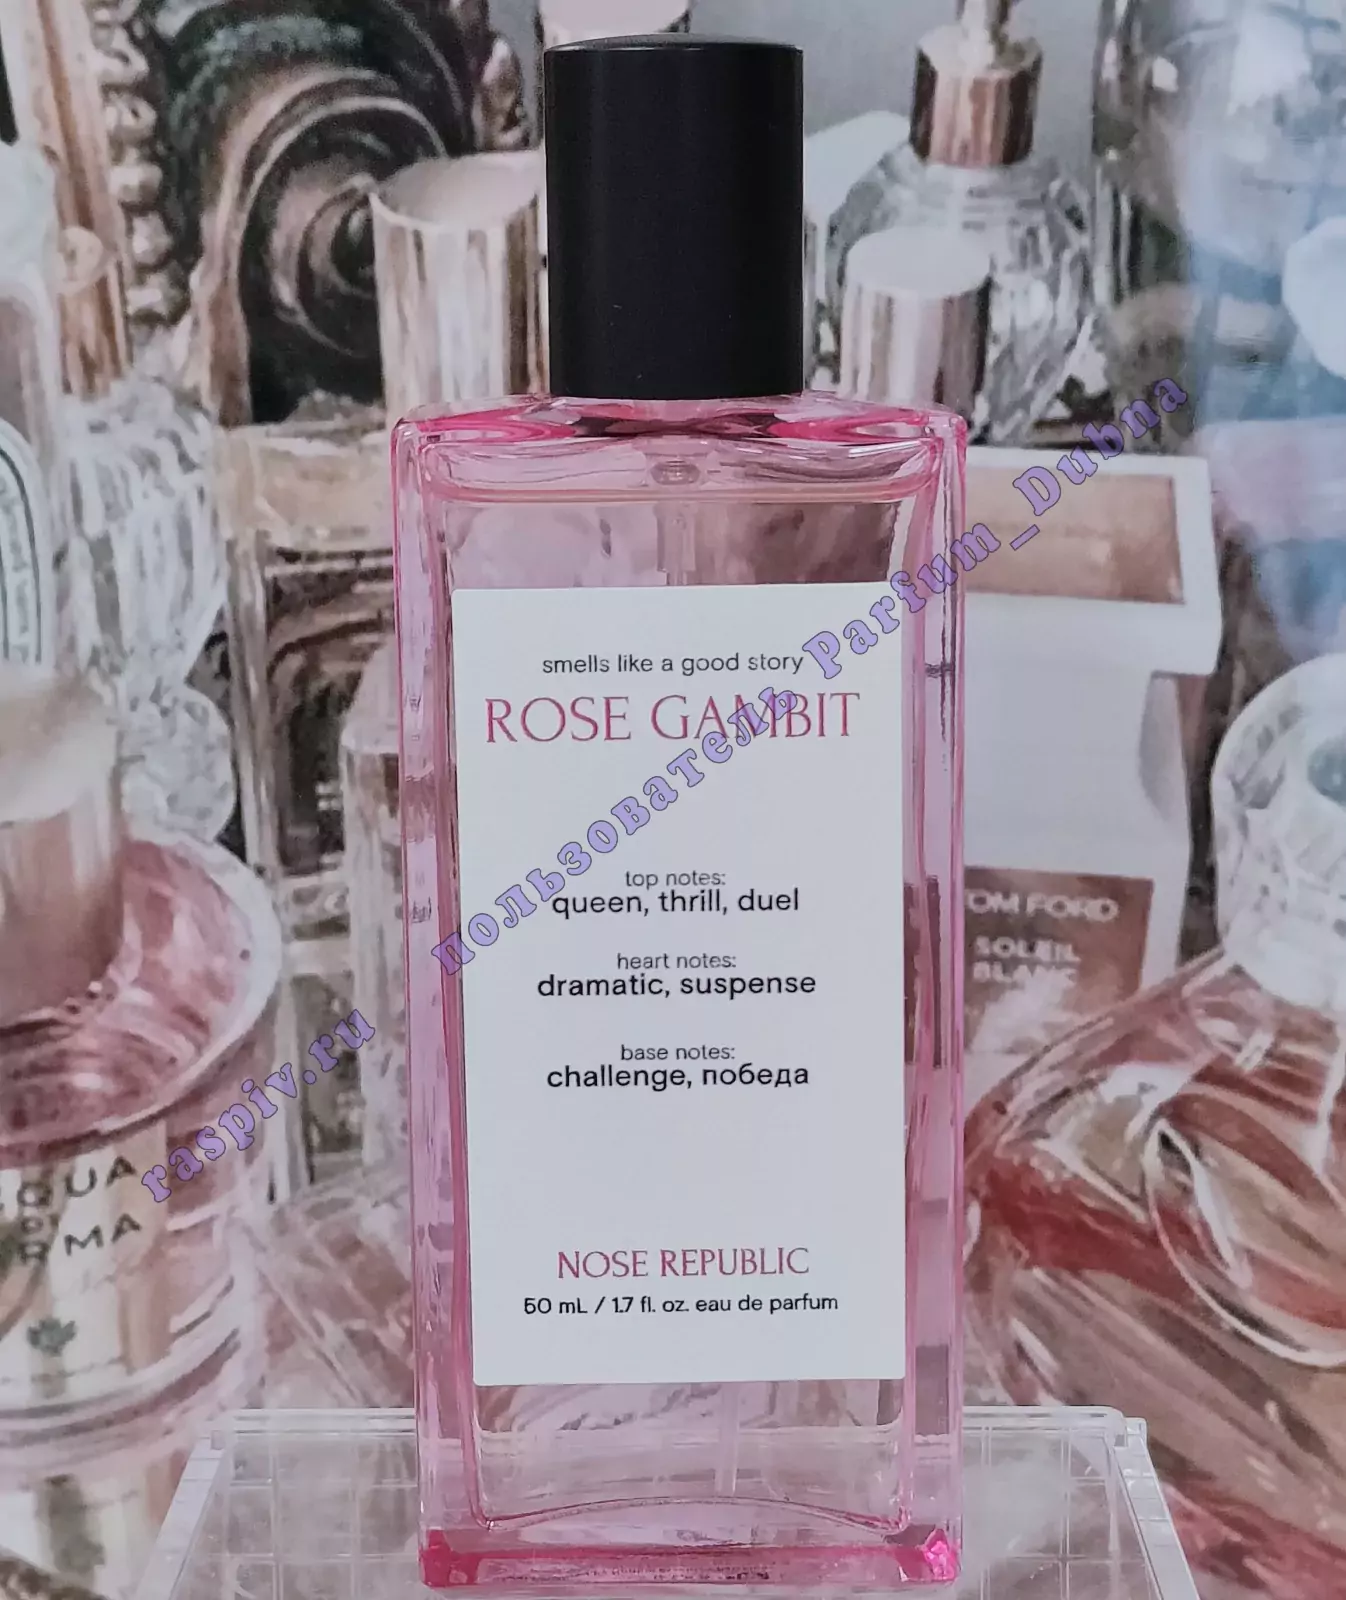 smells like a good story
ROSE GAMBIT
top notes:
queen, thrill, duel
heart notes:
dramatic, suspense
base notes:
challenge, победа
NOSE REPUBLIC
50 mL / 1.7 fl. oz. eau de parfum
raspiv.ru пользователь Parfum_Dubna
TOM FORD
SOLEIL
BLANC